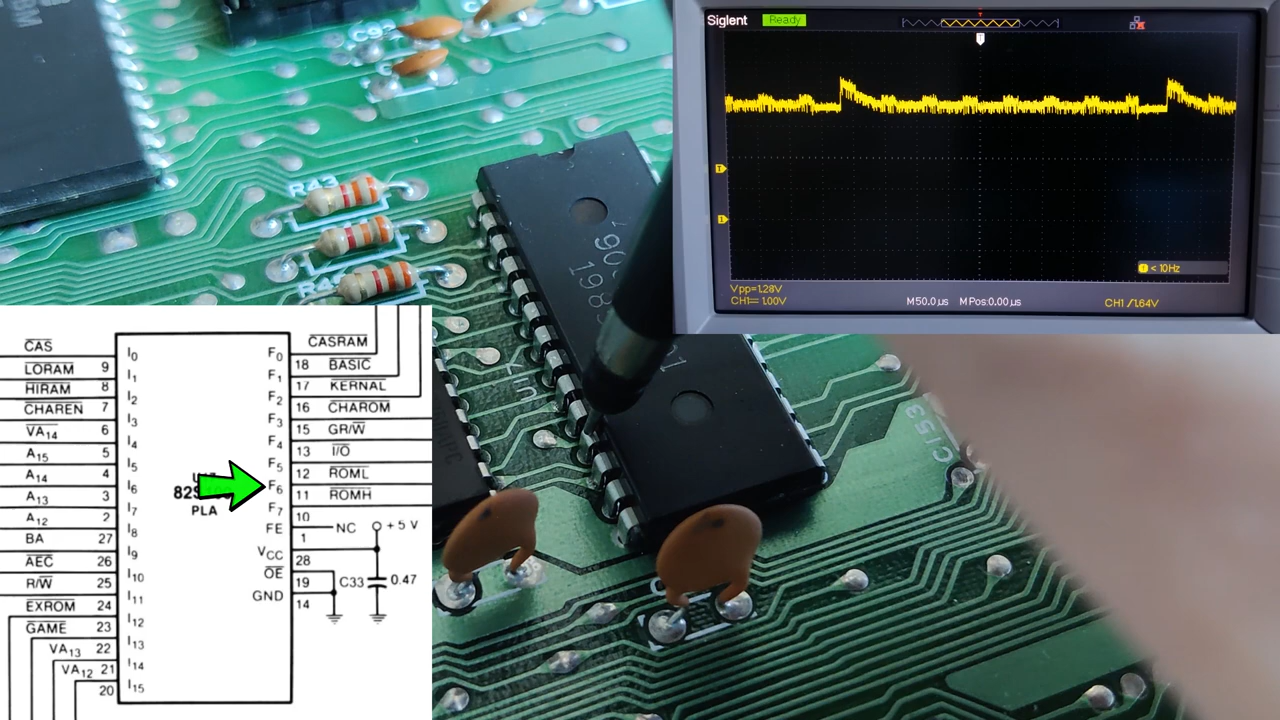 Siglent Ready
T
T
1
< 10Hz
Vpp=1.28V
CH1= 1.00V
M50.0µs
M Pos:0.00µs
CH1 /1.64V
R43
C153
CAS I0 F0 CASRAM
LORAM 9 I1 F1 18 BASIC
HIRAM 8 I2 F2 17 KERNAL
CHAREN 7 I3 F3 16 CHAROM
VA14 6 I4 F4 15 GR/W
A15 5 I5 F5 13 I/O
A14 4 I6 F6 12 ROML
A13 3 I7 F7 11 ROMH
A12 2 I8 FE 10 NC +5 V
BA 27 I9 VCC 1
AEC 26 I10 OE 28
R/W 25 I11 GND 19 C33 0.47
EXROM 24 I12 14
GAME 23 I13
VA13 22 I14
VA12 21 I15
20
PLA